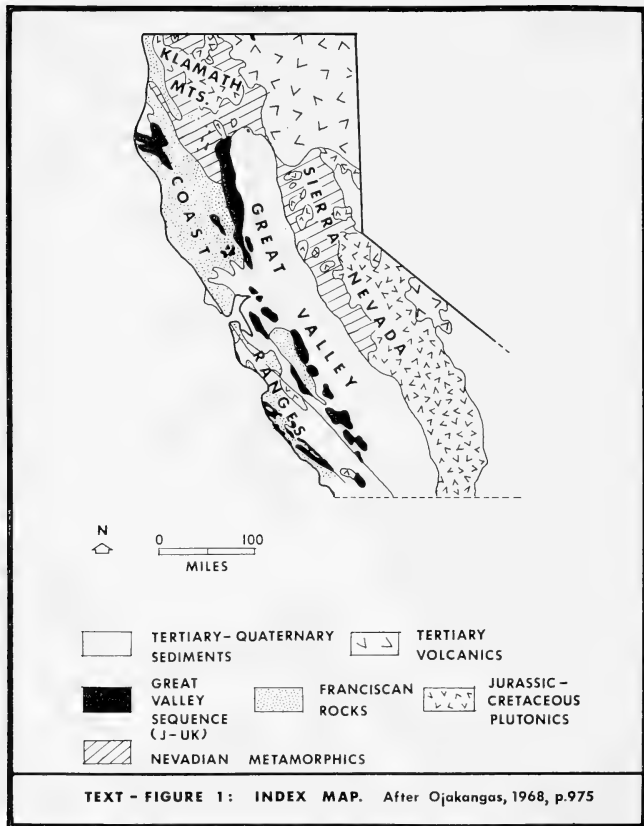 KLAMATH
MTS.
COAST
RANGES
GREAT
VALLEY
SIERRA
NEVADA
N
0 100
MILES
TERTIARY-QUATERNARY
SEDIMENTS
TERTIARY
VOLCANICS
GREAT
VALLEY
SEQUENCE
(J-UK)
FRANCISCAN
ROCKS
JURASSIC-
CRETACEOUS
PLUTONICS
NEVADIAN METAMORPHICS
TEXT-FIGURE 1: INDEX MAP. After Ojakangas, 1968, p.975